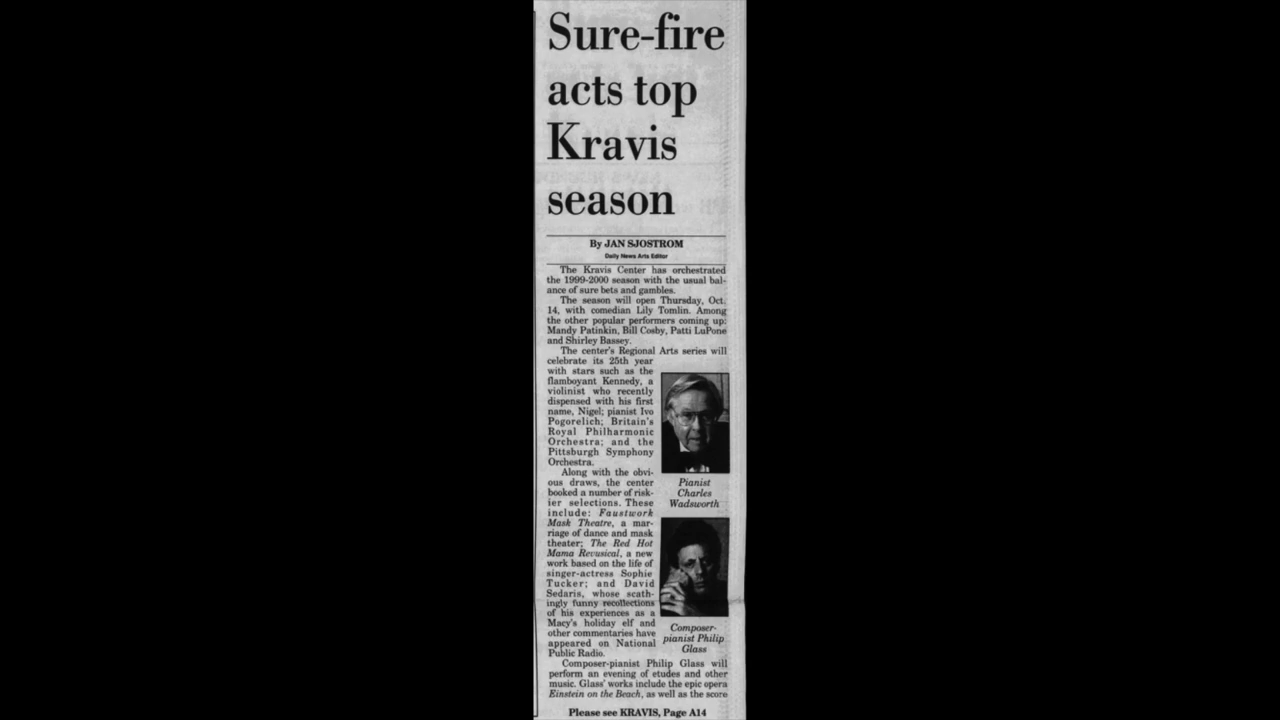 Sure-fire
acts top
Kravis
season
By JAN SJOSTROM
Daily News Arts Editor
The Kravis Center has orchestrated
the 1999-2000 season with the usual bal-
ance of sure bets and gambles.
The season will open Thursday, Oct.
14, with comedian Lily Tomlin. Among
the other popular performers coming up:
Mandy Patinkin, Bill Cosby, Patti LuPone
and Shirley Bassey.
The center's Regional Arts series will
celebrate its 25th year
with stars such as the
flamboyant Kennedy, a
violinist who recently
dispensed with his first
name, Nigel; pianist Ivo
Pogorelich; Britain's
Royal Philharmonic
Orchestra; and the
Pittsburgh Symphony
Orchestra.
Along with the obvi-
ous draws, the center
booked a number of risk-
ier selections. These
include: Faustwork
Mask Theatre, a mar-
riage of dance and mask
theater; The Red Hot
Mama Revusical, a new
work based on the life of
singer-actress Sophie
Tucker; and David
Sedaris, whose scath-
ingly funny recollections
of his experiences as a
Macy's holiday elf and
other commentaries have
appeared on National
Public Radio.
Pianist
Charles
Wadsworth
Composer-
pianist Philip
Glass
Composer-pianist Philip Glass will
perform an evening of etudes and other
music. Glass' works include the epic opera
Einstein on the Beach, as well as the score
Please see KRAVIS, Page A14